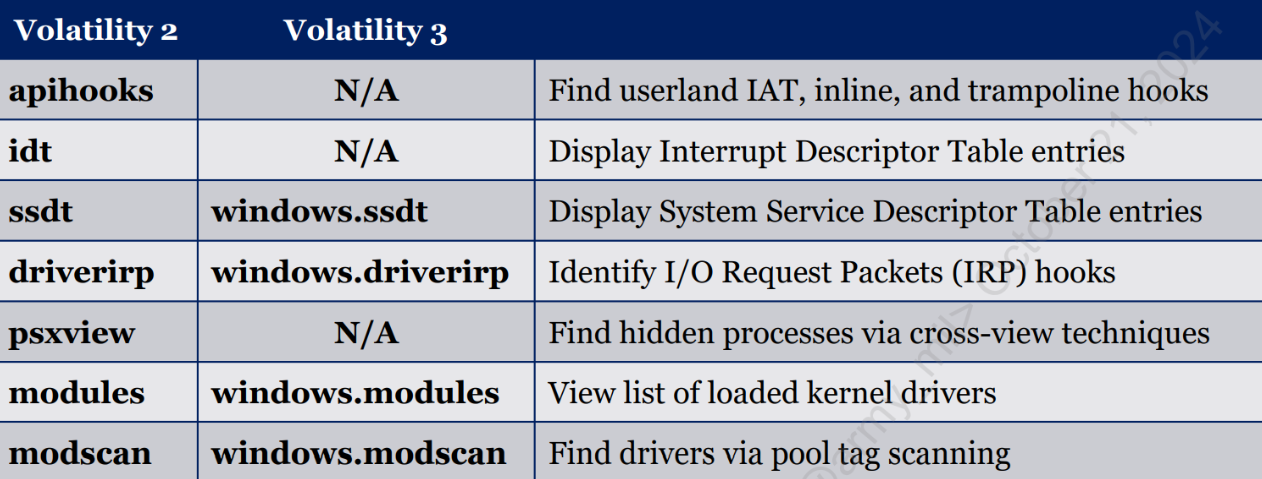 Volatility 2 Volatility 3
apihooks N/A Find userland IAT, inline, and trampoline hooks
idt N/A Display Interrupt Descriptor Table entries
ssdt windows.ssdt Display System Service Descriptor Table entries
driverirp windows.driverirp Identify I/O Request Packets (IRP) hooks
psxview N/A Find hidden processes via cross-view techniques
modules windows.modules View list of loaded kernel drivers
modscan windows.modscan Find drivers via pool tag scanning
@army_mil> October 21, 2024